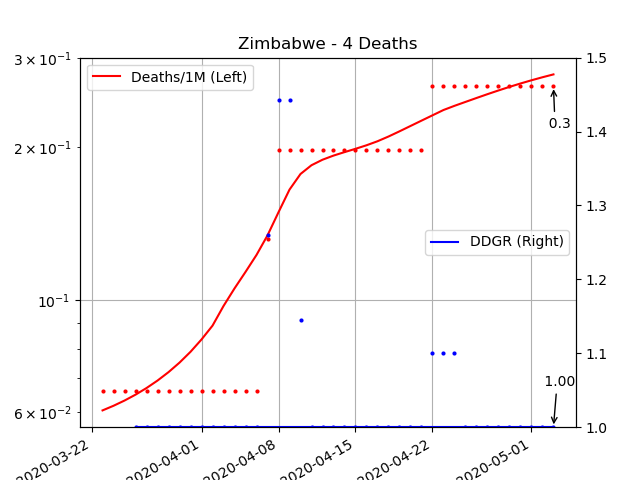 Zimbabwe - 4 Deaths
3 × 10⁻¹
2 × 10⁻¹
10⁻¹
6 × 10⁻²
Deaths/1M (Left)
1.5
1.4
1.3
1.2
1.1
1.0
0.3
DDGR (Right)
1.00
2020-03-22
2020-04-01
2020-04-08
2020-04-15
2020-04-22
2020-05-01